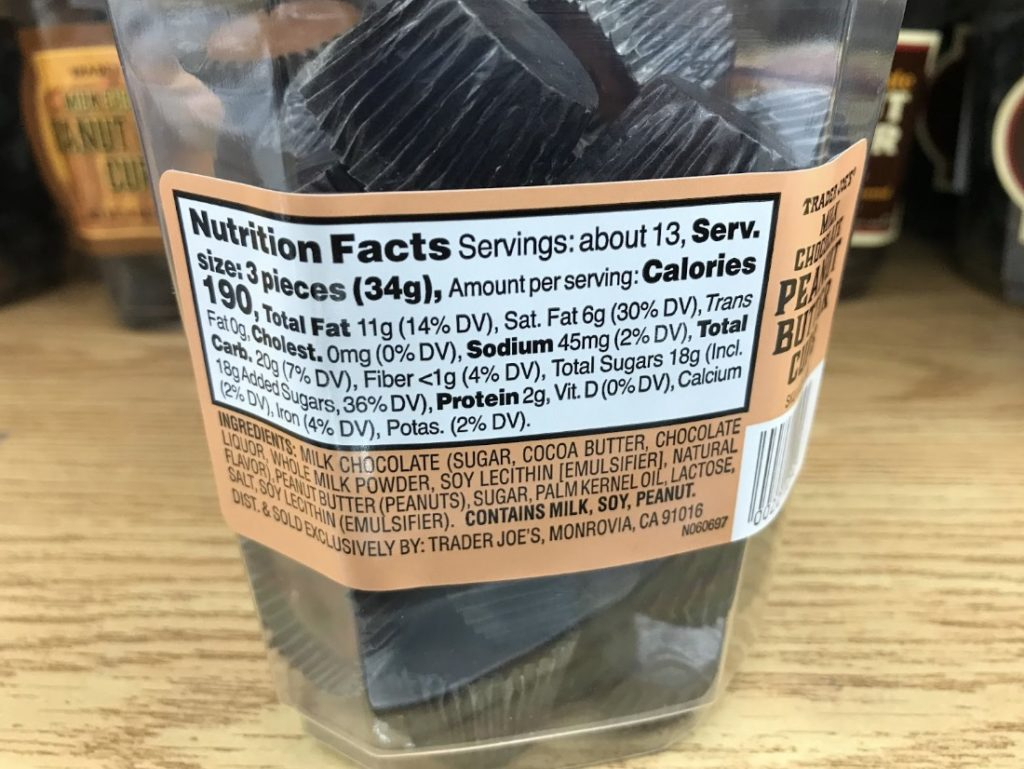 Nutrition Facts Servings: about 13, Serv.
size: 3 pieces (34g), Amount per serving: Calories
190, Total Fat 11g (14% DV), Sat. Fat 6g (30% DV), Trans
Fat 0g, Cholest. 0mg (0% DV), Sodium 45mg (2% DV), Total
Carb. 20g (7% DV), Fiber <1g (4% DV), Total Sugars 18g (Incl.
18g Added Sugars, 36% DV), Protein 2g, Vit. D (0% DV), Calcium
(2% DV), Iron (4% DV), Potas. (2% DV).
INGREDIENTS: MILK CHOCOLATE (SUGAR, COCOA BUTTER, CHOCOLATE
LIQUOR, WHOLE MILK POWDER, SOY LECITHIN [EMULSIFIER], NATURAL
FLAVOR), PEANUT BUTTER (PEANUTS), SUGAR, PALM KERNEL OIL, LACTOSE,
SALT, SOY LECITHIN (EMULSIFIER). CONTAINS MILK, SOY, PEANUT.
DIST. & SOLD EXCLUSIVELY BY: TRADER JOE'S, MONROVIA, CA 91016
N060697
TRADER JOE'S
MILK
CHOCOLATE
PEANUT
BUTTER